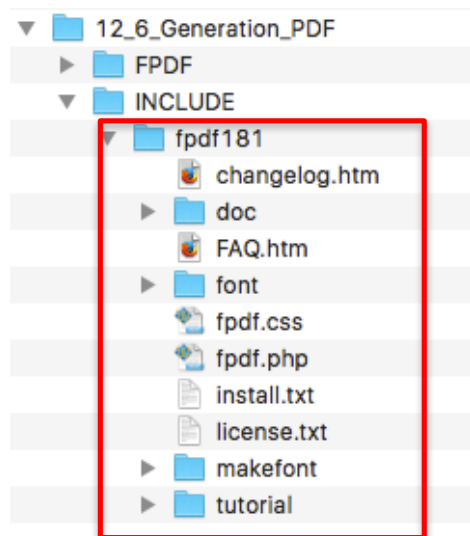 12_6_Generation_PDF
FPDF
INCLUDE
fpdf181
changelog.htm
doc
FAQ.htm
font
fpdf.css
fpdf.php
install.txt
license.txt
makefont
tutorial